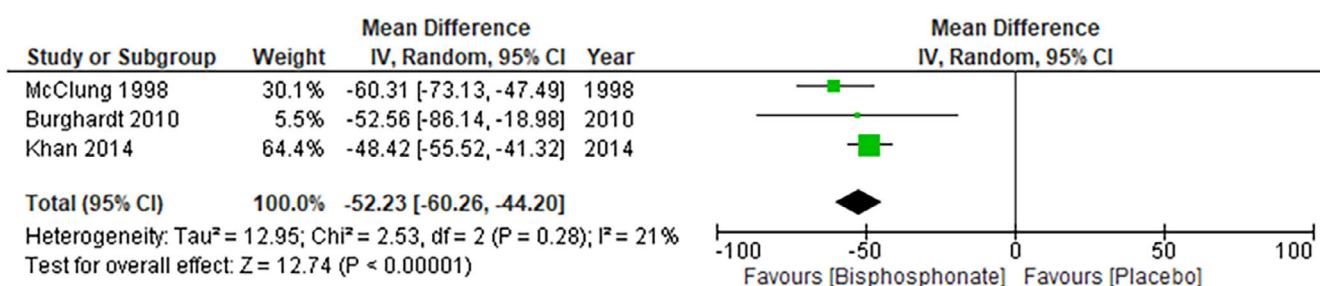 Mean Difference Mean Difference
Study or Subgroup Weight IV, Random, 95% CI Year IV, Random, 95% CI
McClung 1998 30.1% -60.31 [-73.13, -47.49] 1998
Burghardt 2010 5.5% -52.56 [-86.14, -18.98] 2010
Khan 2014 64.4% -48.42 [-55.52, -41.32] 2014
Total (95% CI) 100.0% -52.23 [-60.26, -44.20]
Heterogeneity: Tau² = 12.95; Chi² = 2.53, df = 2 (P = 0.28); I² = 21%
Test for overall effect: Z = 12.74 (P < 0.00001)
-100 -50 0 50 100
Favours [Bisphosphonate] Favours [Placebo]